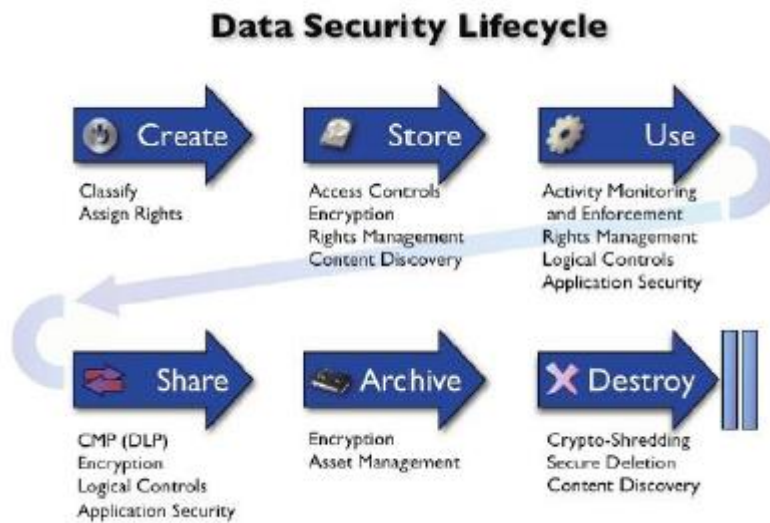 Data Security Lifecycle
Create
Classify
Assign Rights
Store
Access Controls
Encryption
Rights Management
Content Discovery
Use
Activity Monitoring
and Enforcement
Rights Management
Logical Controls
Application Security
Share
CMP (DLP)
Encryption
Logical Controls
Application Security
Archive
Encryption
Asset Management
Destroy
Crypto-Shredding
Secure Deletion
Content Discovery